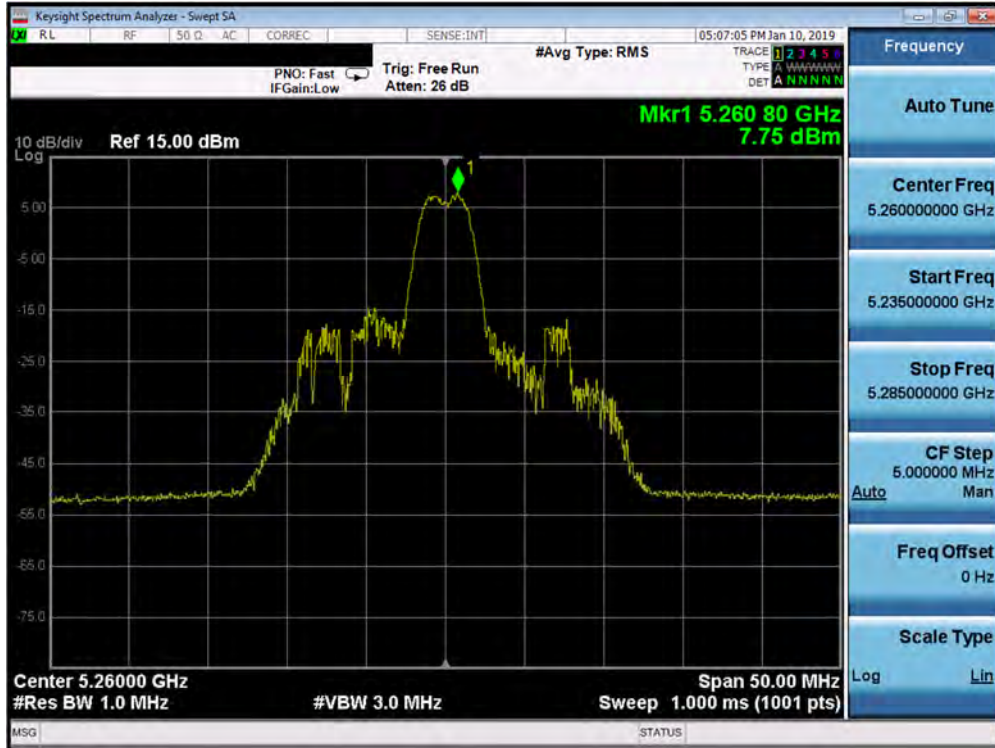 Keysight Spectrum Analyzer - Swept SA
LXI RL RF 50 Ω AC CORREC SENSE:INT 05:07:05 PM Jan 10, 2019
#Avg Type: RMS
TRACE 1 2 3 4 5 6
PNO: Fast Trig: Free Run
TYPE A WWWWW
IFGain:Low Atten: 26 dB
DET A N N N N N
Mkr1 5.260 80 GHz
7.75 dBm
10 dB/div Ref 15.00 dBm
Log
1
5.00
-5.00
-15.0
-25.0
-35.0
-45.0
-55.0
-65.0
-75.0
Center 5.26000 GHz Span 50.00 MHz
#Res BW 1.0 MHz #VBW 3.0 MHz Sweep 1.000 ms (1001 pts)
MSG STATUS
Frequency
Auto Tune
Center Freq
5.260000000 GHz
Start Freq
5.235000000 GHz
Stop Freq
5.285000000 GHz
CF Step
5.000000 MHz
Auto Man
Freq Offset
0 Hz
Scale Type
Log Lin